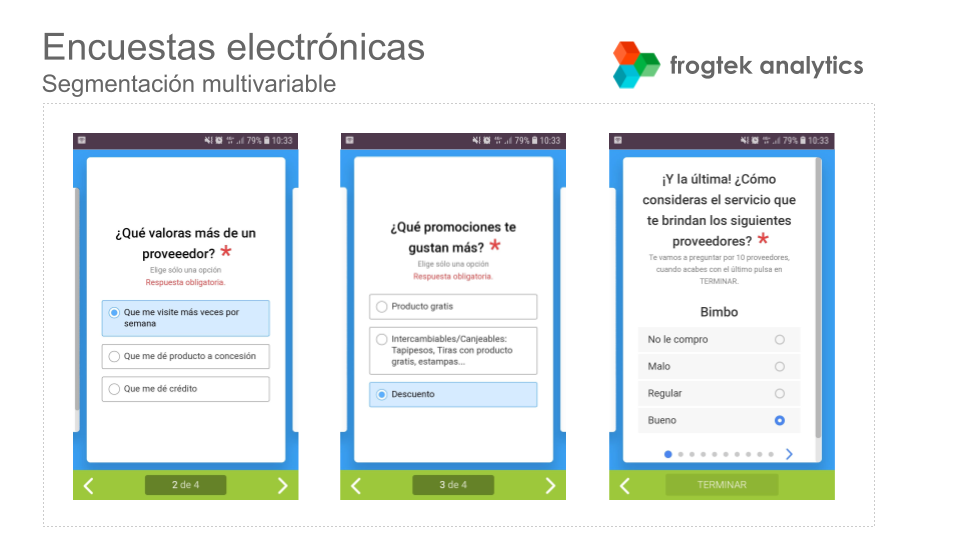 Encuestas electrónicas
Segmentación multivariable
frogtek analytics
79% 10:33
¿Qué valoras más de un
proveeedor? *
Elige sólo una opción
Respuesta obligatoria.
Que me visite más veces por
semana
Que me dé producto a concesión
Que me dé crédito
2 de 4
79% 10:33
¿Qué promociones te
gustan más? *
Elige sólo una opción
Respuesta obligatoria.
Producto gratis
Intercambiables/Canjeables:
Tapipesos, Tiras con producto
gratis, estampas...
Descuento
3 de 4
79% 10:33
¡Y la última! ¿Cómo
consideras el servicio que
te brindan los siguientes
proveedores? *
Te vamos a preguntar por 10 proveedores,
cuando acabes con el último pulsa en
TERMINAR.
Bimbo
No le compro
Malo
Regular
Bueno
TERMINAR